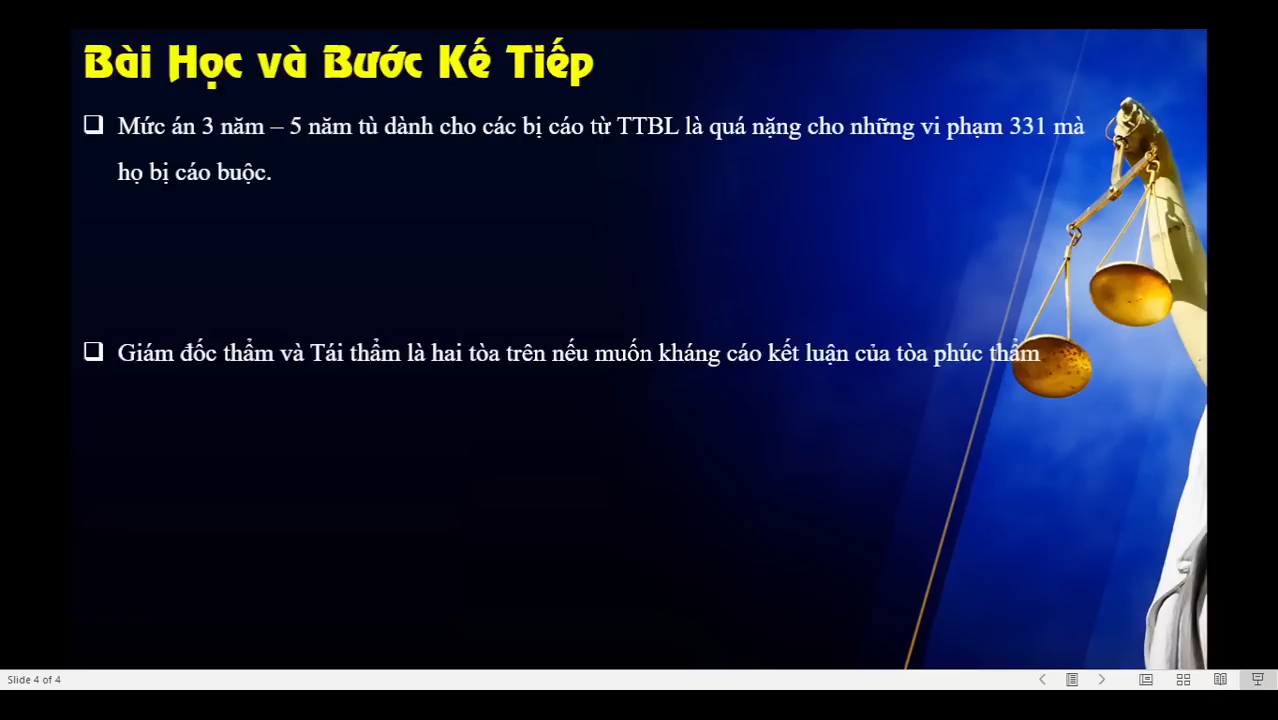 Bài Học và Bước Kế Tiếp
❑ Mức án 3 năm – 5 năm tù dành cho các bị cáo từ TTBL là quá nặng cho những vi phạm 331 mà
họ bị cáo buộc.
❑ Giám đốc thẩm và Tái thẩm là hai tòa trên nếu muốn kháng cáo kết luận của tòa phúc thẩm
Slide 4 of 4